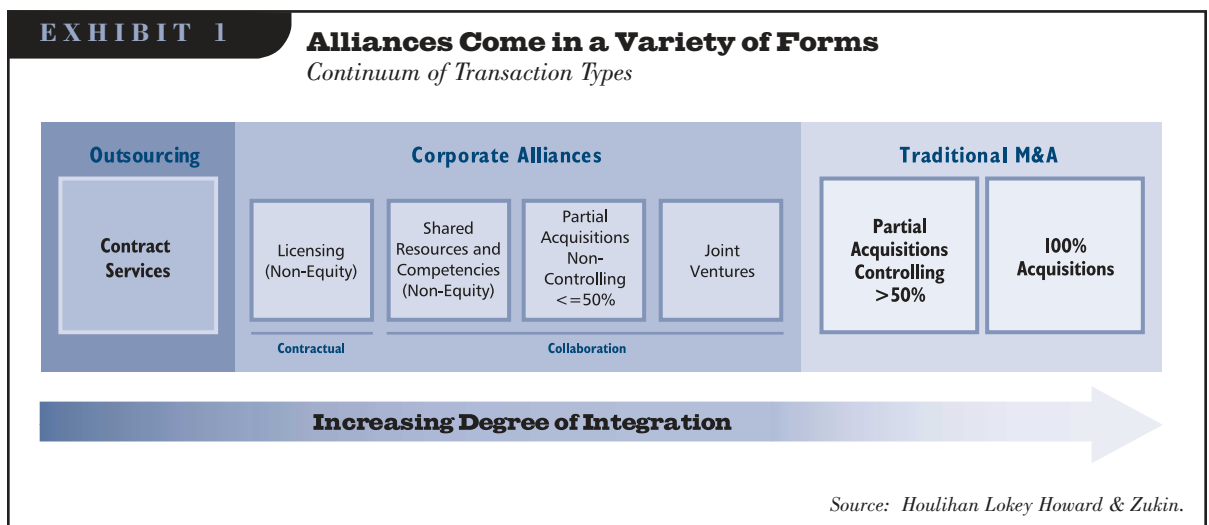 EXHIBIT 1
Alliances Come in a Variety of Forms
Continuum of Transaction Types
Outsourcing
Contract
Services
Corporate Alliances
Licensing
(Non-Equity)
Shared
Resources and
Competencies
(Non-Equity)
Partial
Acquisitions
Non-
Controlling
<=50%
Joint
Ventures
Contractual
Collaboration
Traditional M&A
Partial
Acquisitions
Controlling
>50%
100%
Acquisitions
Increasing Degree of Integration
Source: Houlihan Lokey Howard & Zukin.